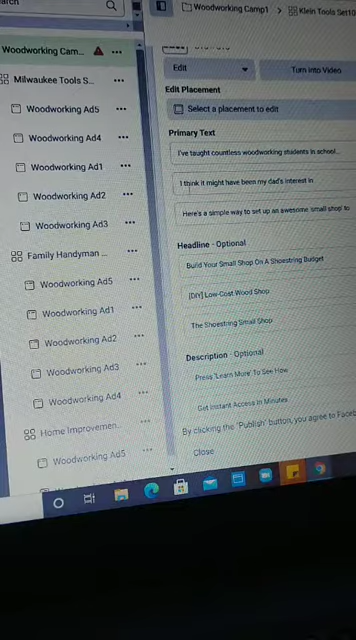 Woodworking Camp1 > Klein Tools Set10
Woodworking Cam...
Milwaukee Tools S...
Woodworking Ad5
Woodworking Ad4
Woodworking Ad1
Woodworking Ad2
Woodworking Ad3
Family Handyman ...
Woodworking Ad5
Woodworking Ad1
Woodworking Ad2
Woodworking Ad3
Woodworking Ad4
Home Improvemen...
Woodworking Ad5
Edit
Turn into Video
Edit Placement
Select a placement to edit
Primary Text
I've taught countless woodworking students in school...
I think it might have been my dad's interest in
Here's a simple way to set up an awesome, small shop to
Headline - Optional
Build Your Small Shop On A Shoestring Budget
[DIY] Low-Cost Wood Shop
The Shoestring Small Shop
Description - Optional
Press 'Learn More' To See How
Get Instant Access In Minutes
By clicking the 'Publish' button, you agree to Faceb
Close